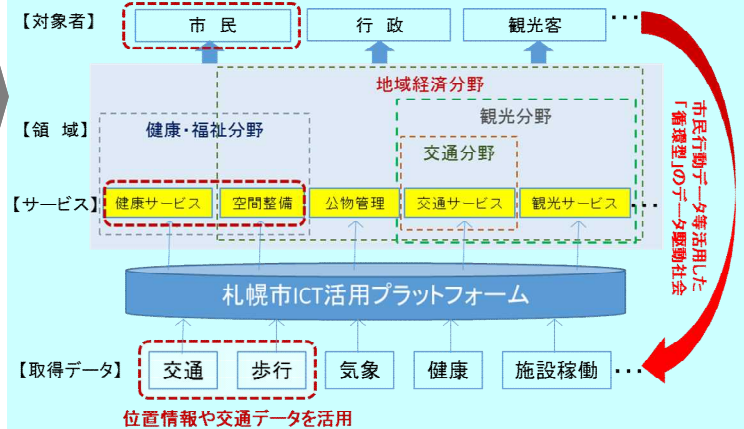 【対象者】 市 民 行 政 観光客 ･･･
地域経済分野
【領 域】 健康・福祉分野 観光分野
交通分野
【サービス】 健康サービス 空間整備 公物管理 交通サービス 観光サービス ･･･
札幌市ICT活用プラットフォーム
【取得データ】 交通 歩行 気象 健康 施設稼働 ･･･
位置情報や交通データを活用
市民行動データ等活用した
「循環型」のデータ駆動社会